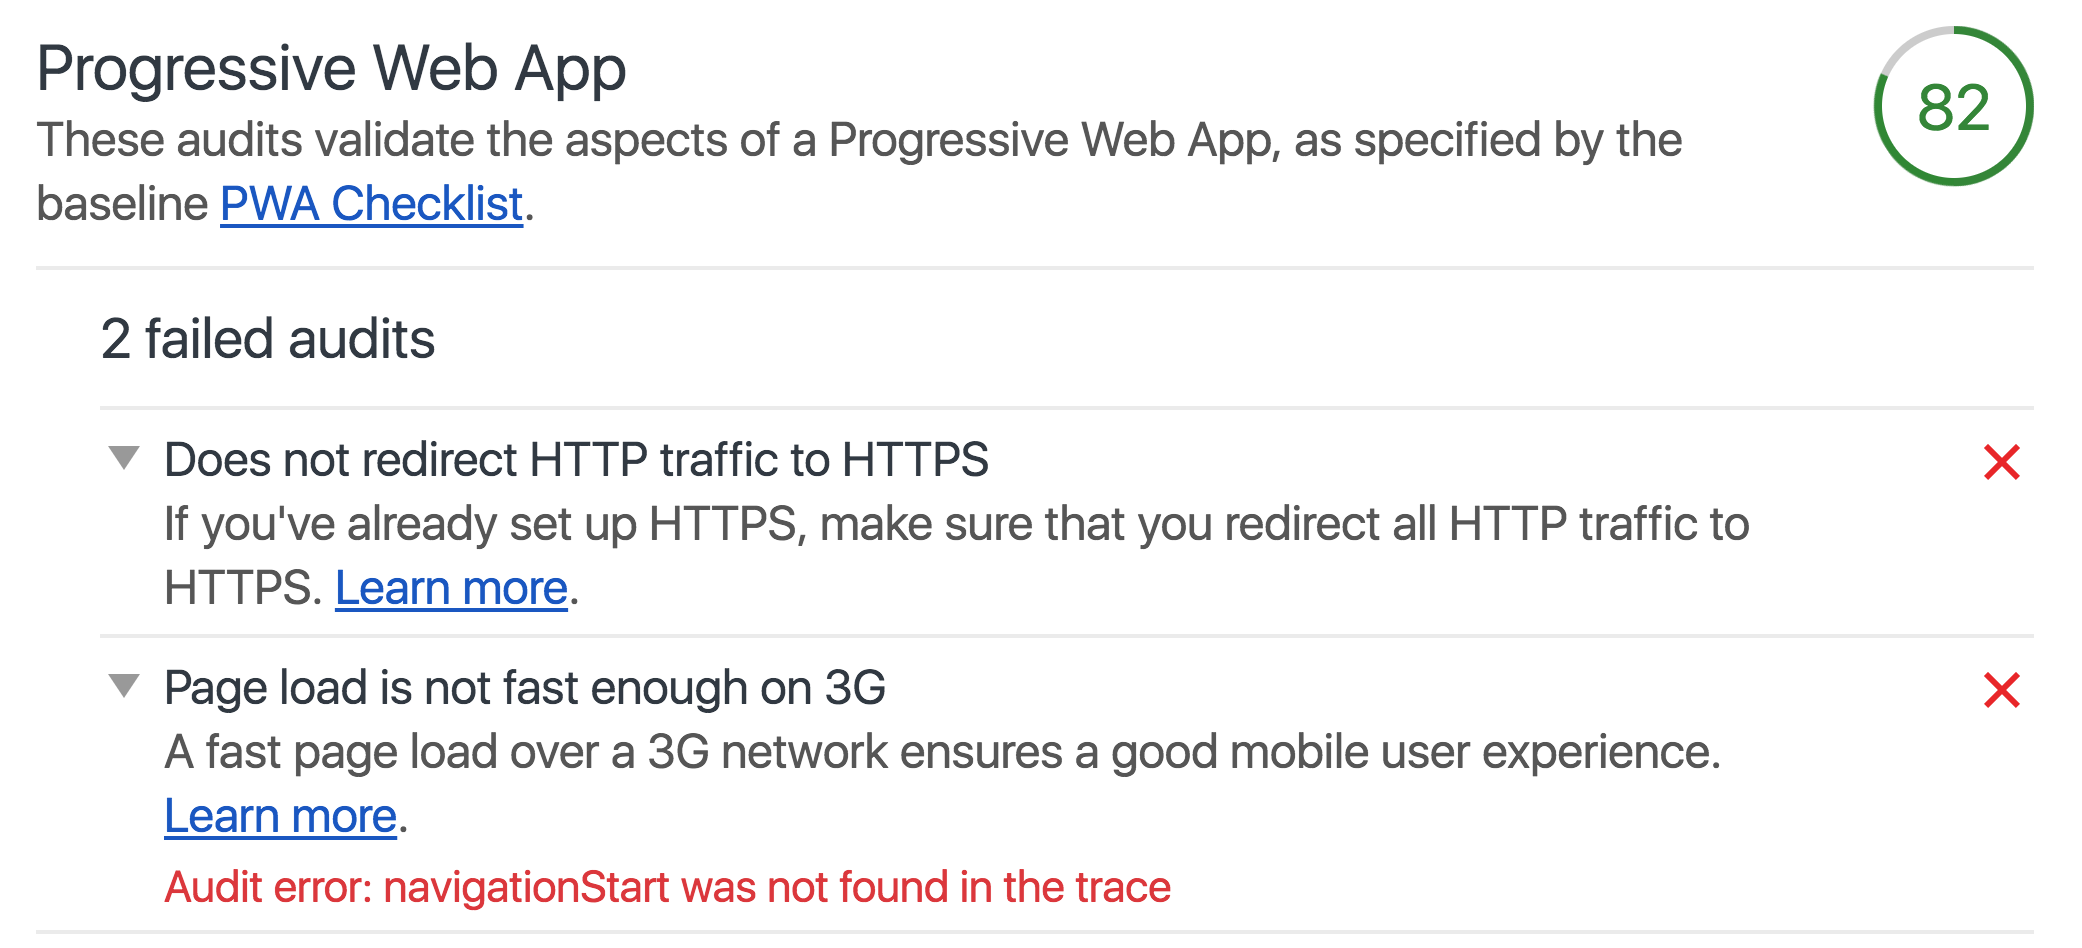 Progressive Web App
82
These audits validate the aspects of a Progressive Web App, as specified by the
baseline PWA Checklist.
2 failed audits
Does not redirect HTTP traffic to HTTPS
If you've already set up HTTPS, make sure that you redirect all HTTP traffic to
HTTPS. Learn more.
Page load is not fast enough on 3G
A fast page load over a 3G network ensures a good mobile user experience.
Learn more.
Audit error: navigationStart was not found in the trace